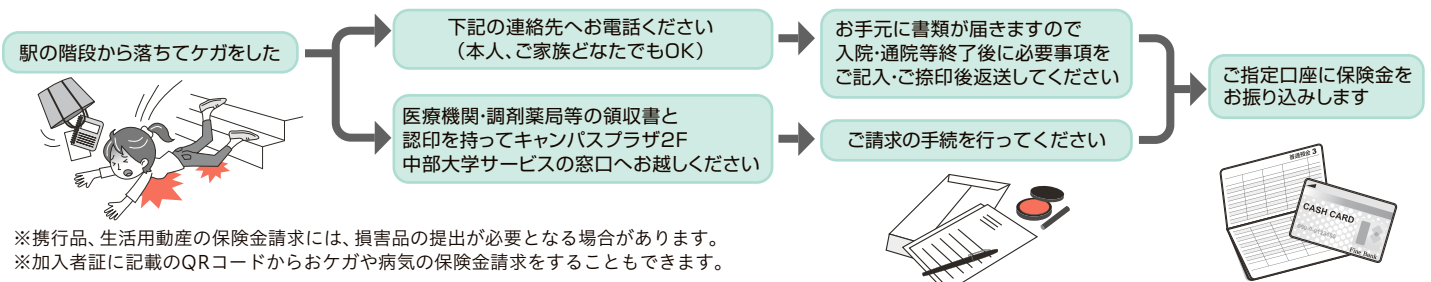 駅の階段から落ちてケガをした
下記の連絡先へお電話ください
（本人、ご家族どなたでもOK）
お手元に書類が届きますので
入院・通院等終了後に必要事項を
ご記入・ご捺印後返送してください
医療機関・調剤薬局等の領収書と
認印を持ってキャンパスプラザ2F
中部大学サービスの窓口へお越しください
ご請求の手続を行ってください
ご指定口座に保険金を
お振り込みします
普通預金 3
CASH CARD
Fine Bank
※携行品、生活用動産の保険金請求には、損害品の提出が必要となる場合があります。
※加入者証に記載のQRコードからおケガや病気の保険金請求をすることもできます。